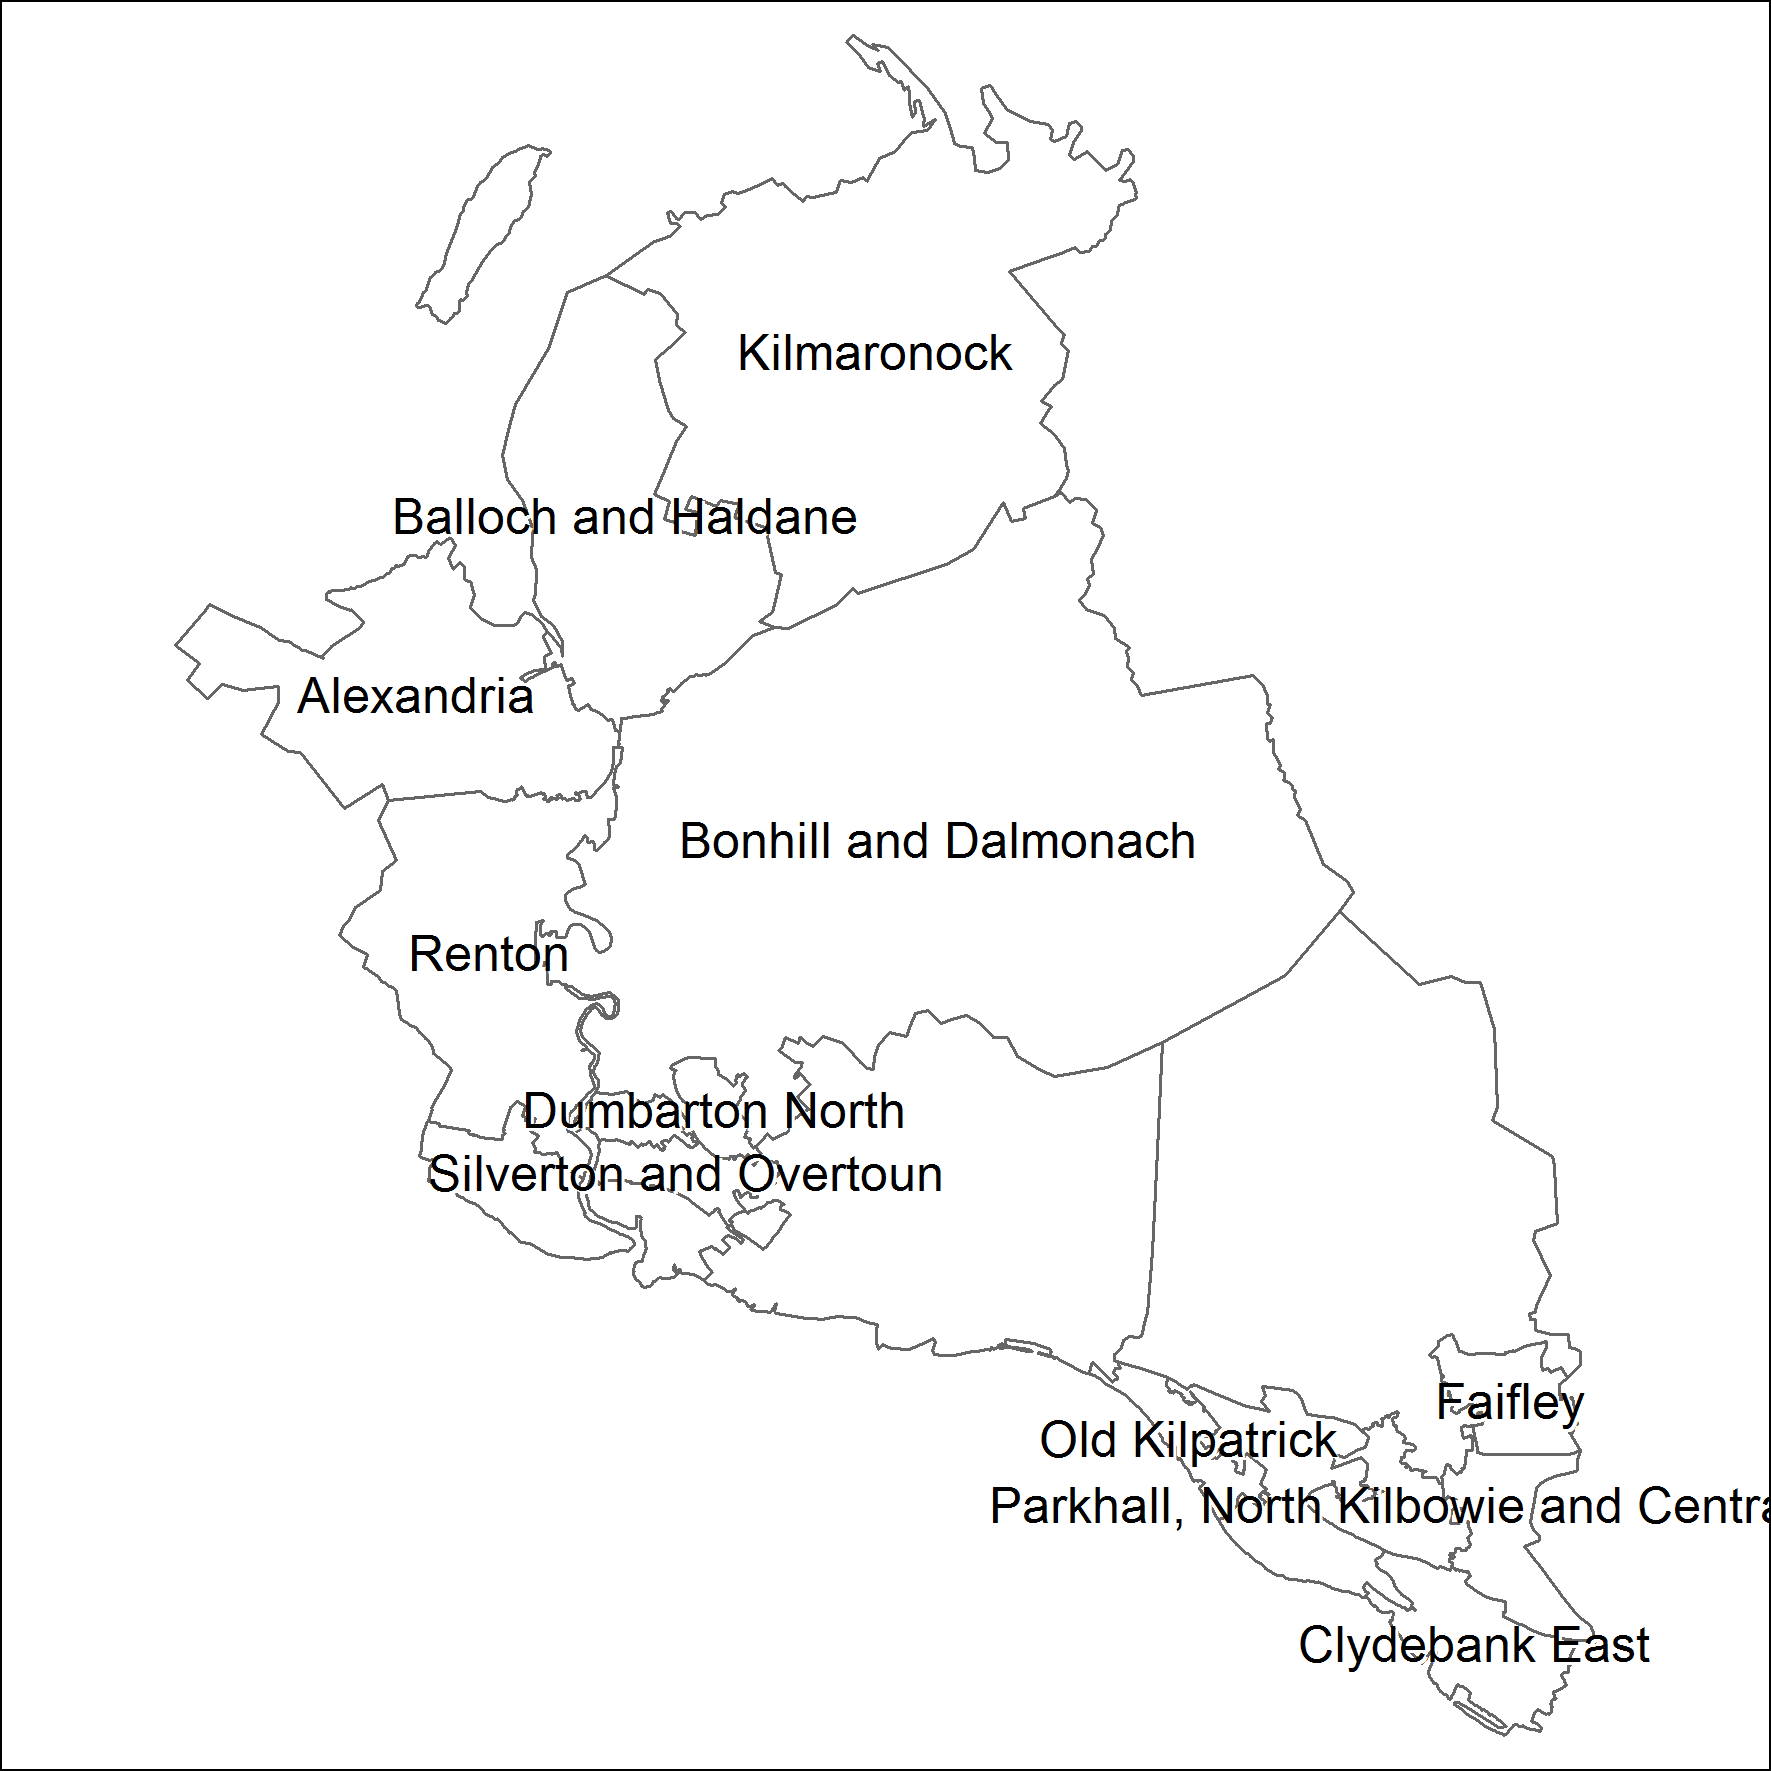 Kilmaronock
Balloch and Haldane
Alexandria
Bonhill and Dalmonach
Renton
Dumbarton North
Silverton and Overtoun
Faifley
Old Kilpatrick
Parkhall, North Kilbowie and Centra
Clydebank East